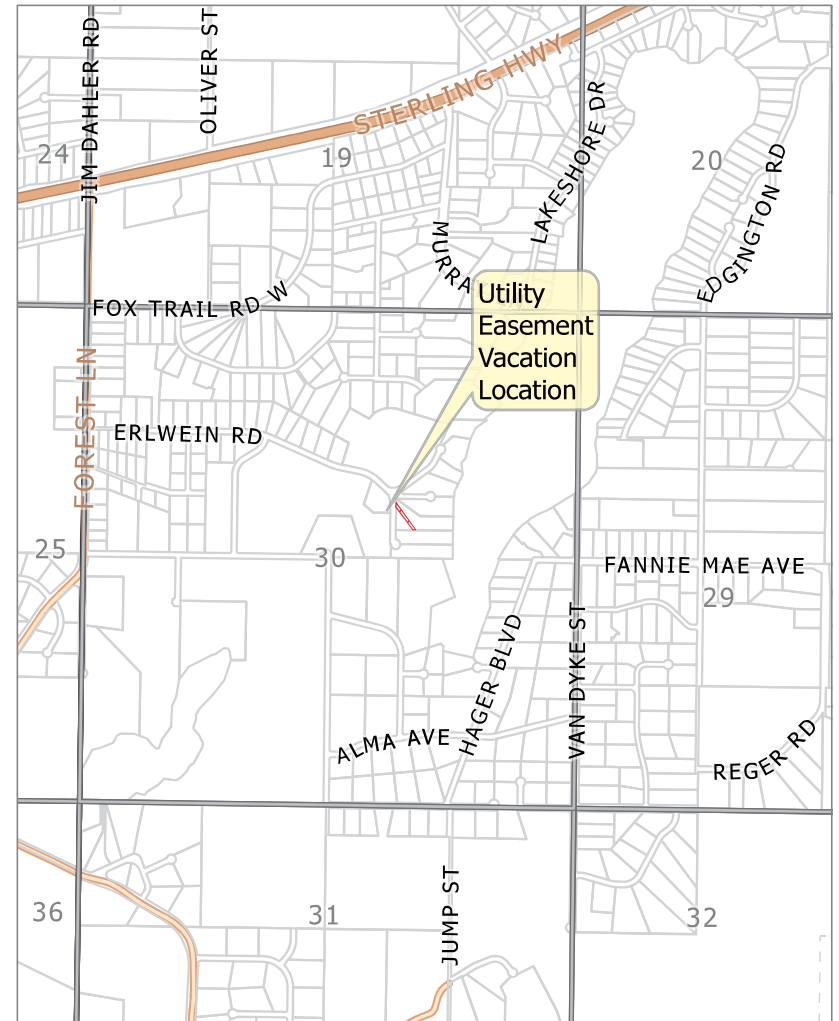 JIM DAHLER RD
OLIVER ST
STERLING HWY
LAKESHORE DR
24
19
20
EDGINGTON RD
FOX TRAIL RD W
Utility
Easement
Vacation
Location
FOREST LN
ERLWEIN RD
25
30
FANNIE MAE AVE
29
HAGER BLVD
VAN DYKE ST
ALMA AVE
REGER RD
36
31
JUMP ST
32